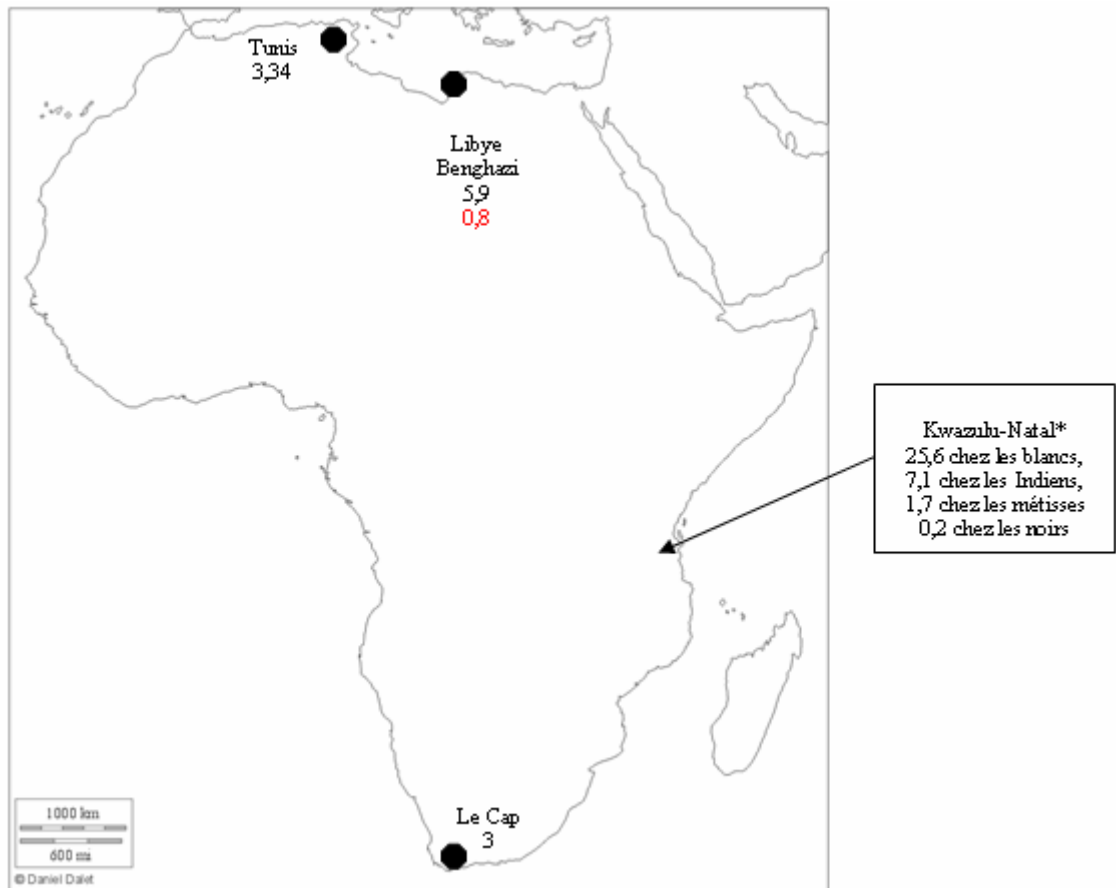 Tunis
3,34
Libye
Benghazi
5,9
0,8
Kwazulu-Natal*
25,6 chez les blancs,
7,1 chez les Indiens,
1,7 chez les métisses
0,2 chez les noirs
Le Cap
3
1000 km
600 mi
© Daniel Dalet